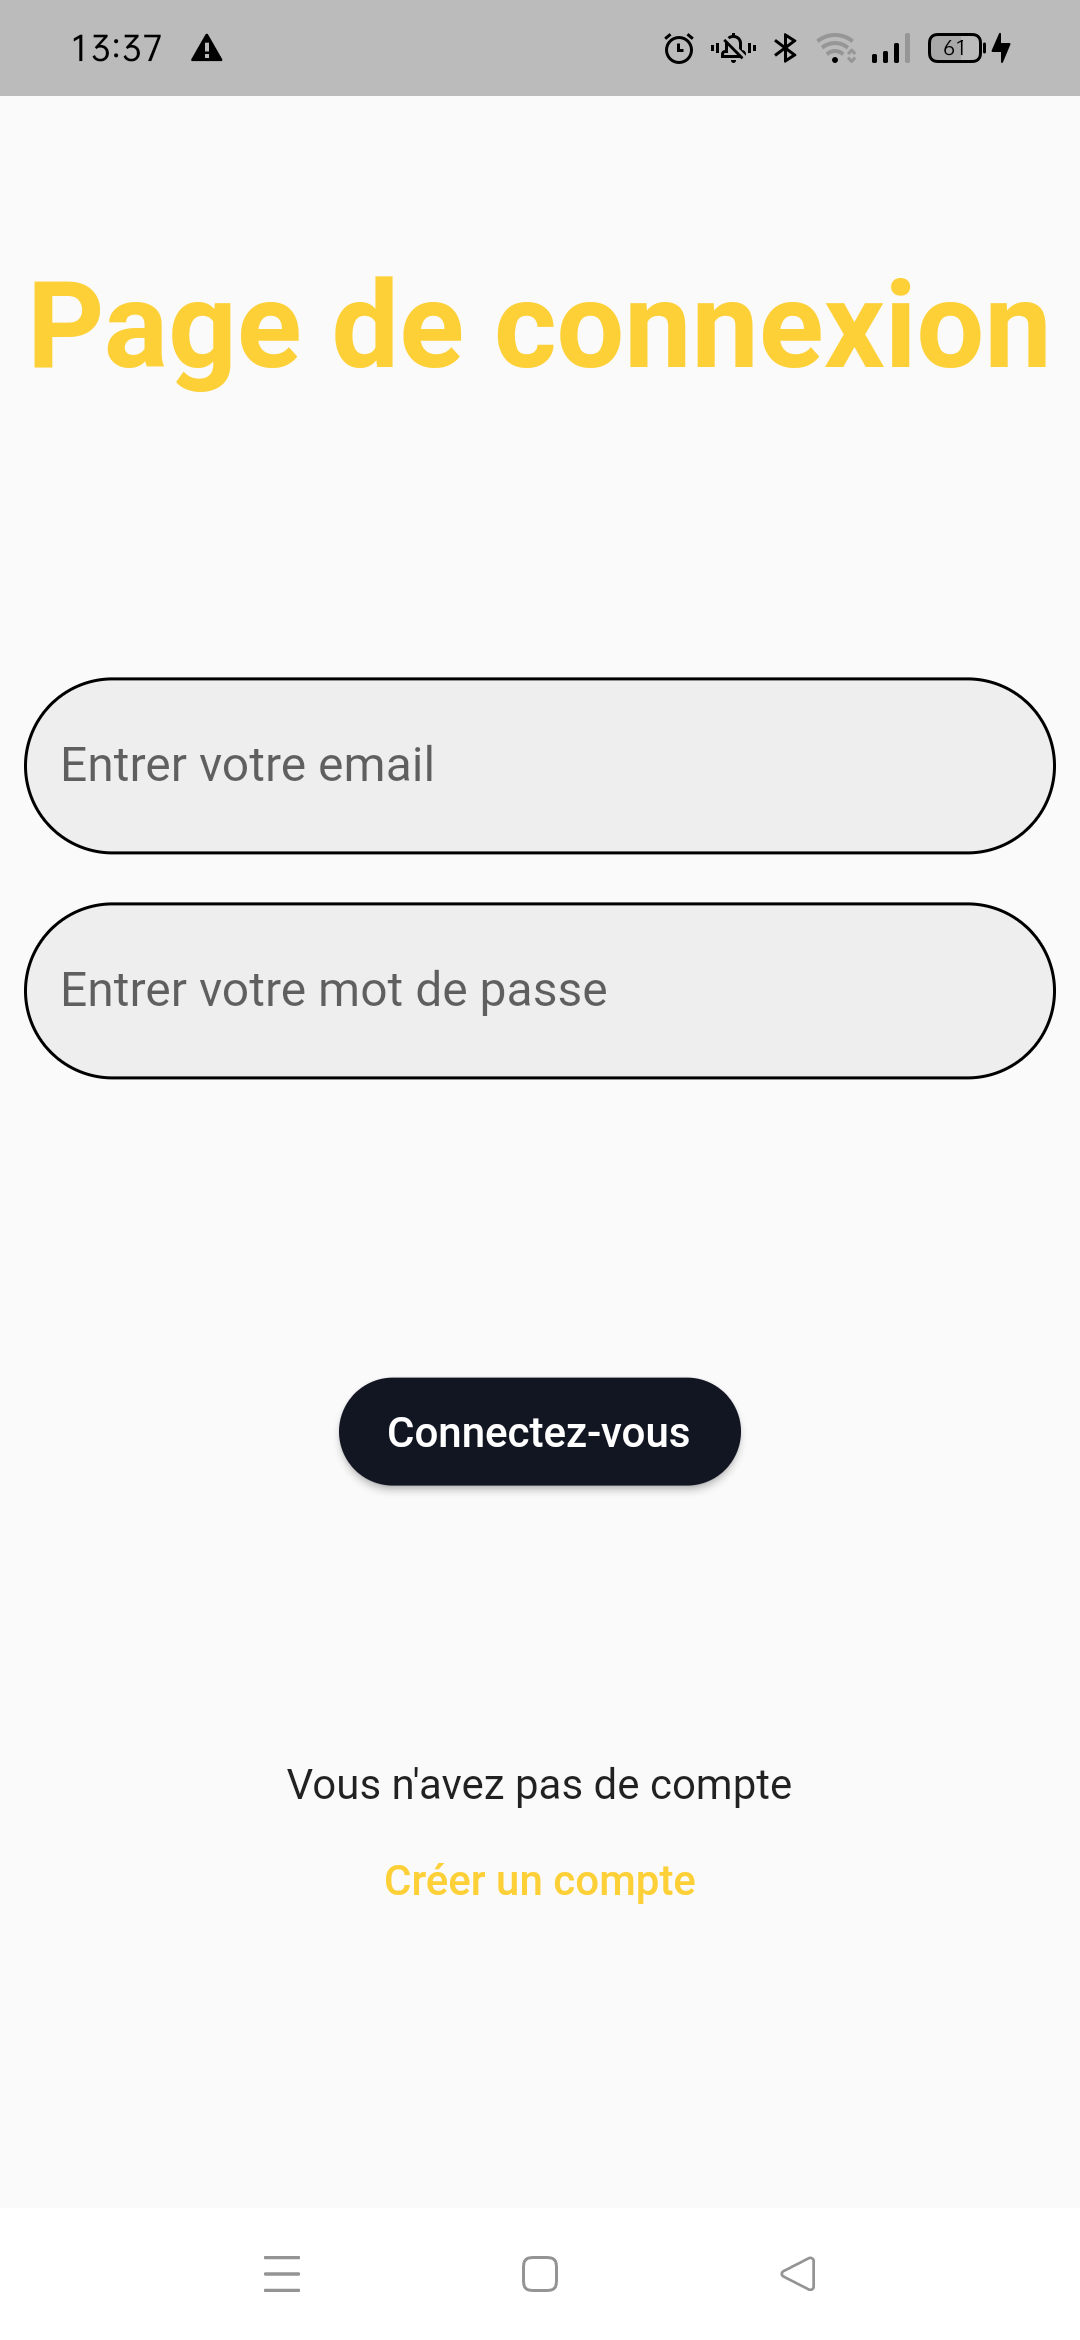 13:37
61
Page de connexion
Entrer votre email
Entrer votre mot de passe
Connectez-vous
Vous n'avez pas de compte
Créer un compte